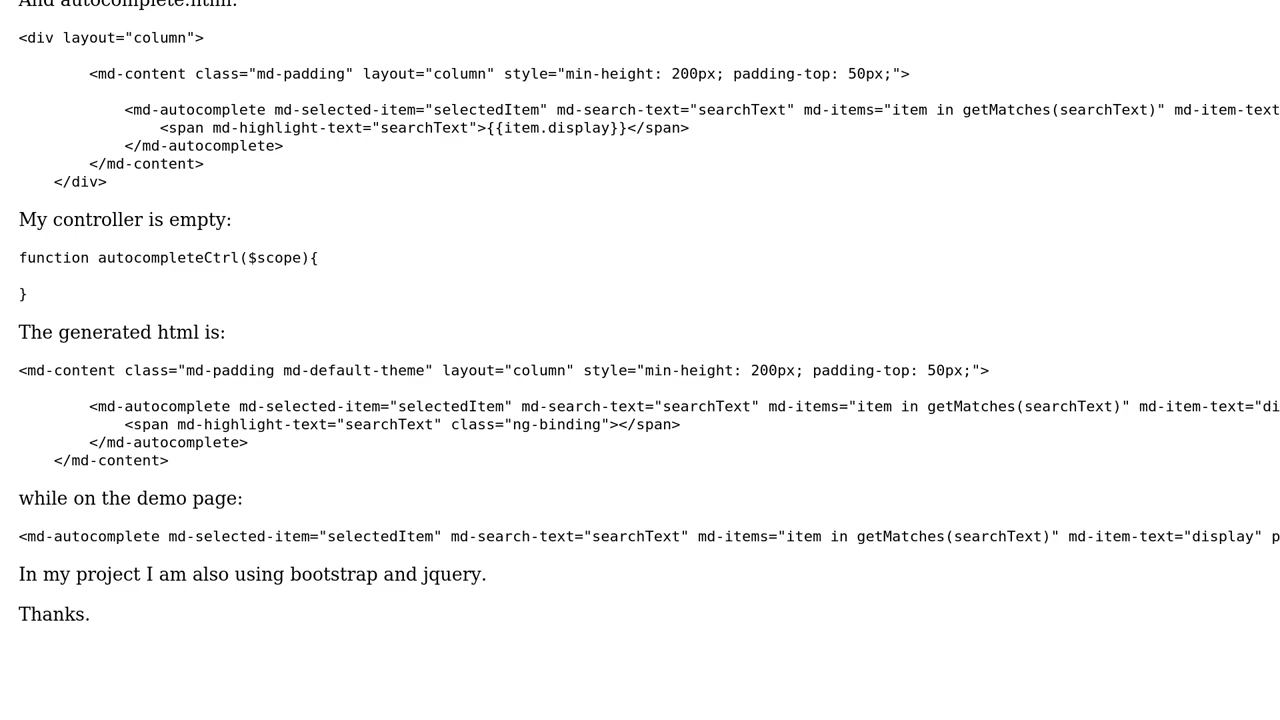 And autocomplete.html:
<div layout="column">
<md-content class="md-padding" layout="column" style="min-height: 200px; padding-top: 50px;">
<md-autocomplete md-selected-item="selectedItem" md-search-text="searchText" md-items="item in getMatches(searchText)" md-item-text
<span md-highlight-text="searchText">{{item.display}}</span>
</md-autocomplete>
</md-content>
</div>
My controller is empty:
function autocompleteCtrl($scope){
}
The generated html is:
<md-content class="md-padding md-default-theme" layout="column" style="min-height: 200px; padding-top: 50px;">
<md-autocomplete md-selected-item="selectedItem" md-search-text="searchText" md-items="item in getMatches(searchText)" md-item-text="di
<span md-highlight-text="searchText" class="ng-binding"></span>
</md-autocomplete>
</md-content>
while on the demo page:
<md-autocomplete md-selected-item="selectedItem" md-search-text="searchText" md-items="item in getMatches(searchText)" md-item-text="display" p
In my project I am also using bootstrap and jquery.
Thanks.